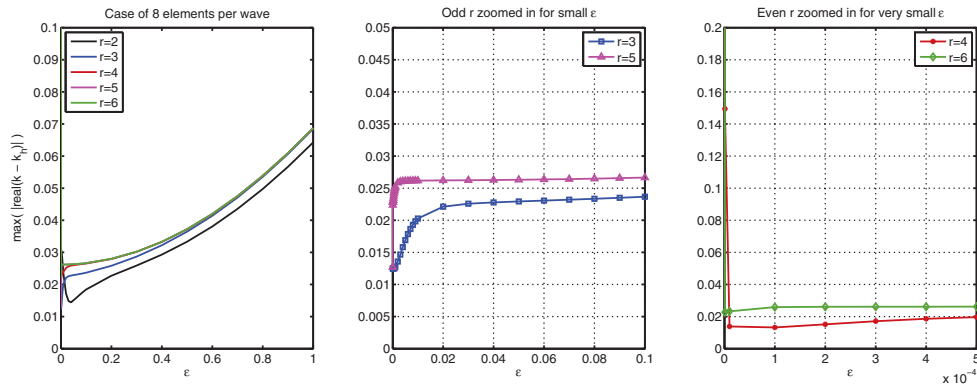 Case of 8 elements per wave
0.1
0.09
0.08
0.07
0.06
0.05
0.04
0.03
0.02
0.01
0
max( |real(k − k_h)| )
r=2
r=3
r=4
r=5
r=6
0 0.2 0.4 0.6 0.8 1
ε
Odd r zoomed in for small ε
0.05
0.045
0.04
0.035
0.03
0.025
0.02
0.015
0.01
0.005
0
r=3
r=5
0 0.02 0.04 0.06 0.08 0.1
ε
Even r zoomed in for very small ε
0.2
0.18
0.16
0.14
0.12
0.1
0.08
0.06
0.04
0.02
0
r=4
r=6
0 1 2 3 4 5
ε
x 10⁻⁴